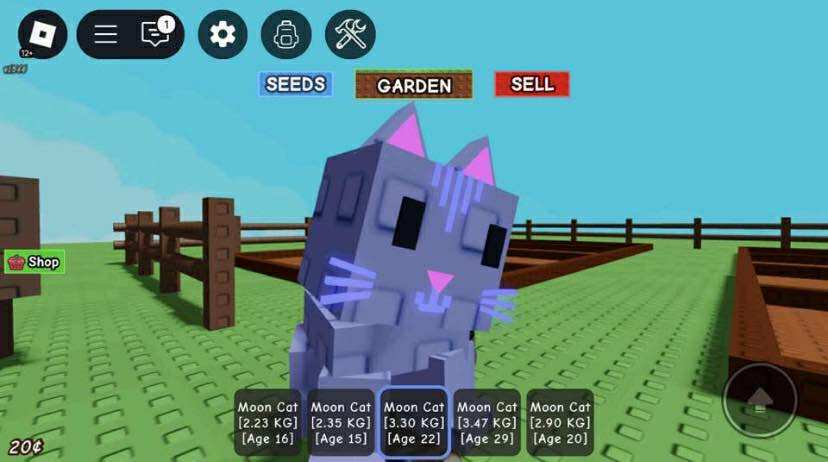 1
12+
SEEDS
GARDEN
SELL
Shop
Moon Cat
[2.23 KG]
[Age 16]
Moon Cat
[2.35 KG]
[Age 15]
Moon Cat
[3.30 KG]
[Age 22]
Moon Cat
[3.47 KG]
[Age 29]
Moon Cat
[2.90 KG]
[Age 20]
20¢